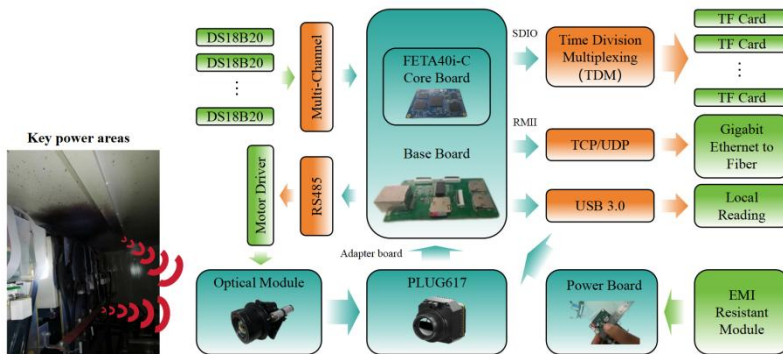 DS18B20
DS18B20
⋮
DS18B20
Multi-Channel
FETA40i-C
Core Board
Base Board
SDIO
Time Division
Multiplexing
(TDM)
TF Card
TF Card
⋮
TF Card
RMII
TCP/UDP
Gigabit
Ethernet to
Fiber
USB 3.0
Local
Reading
Key power areas
Motor Driver
RS485
Adapter board
Optical Module
PLUG617
Power Board
EMI
Resistant
Module